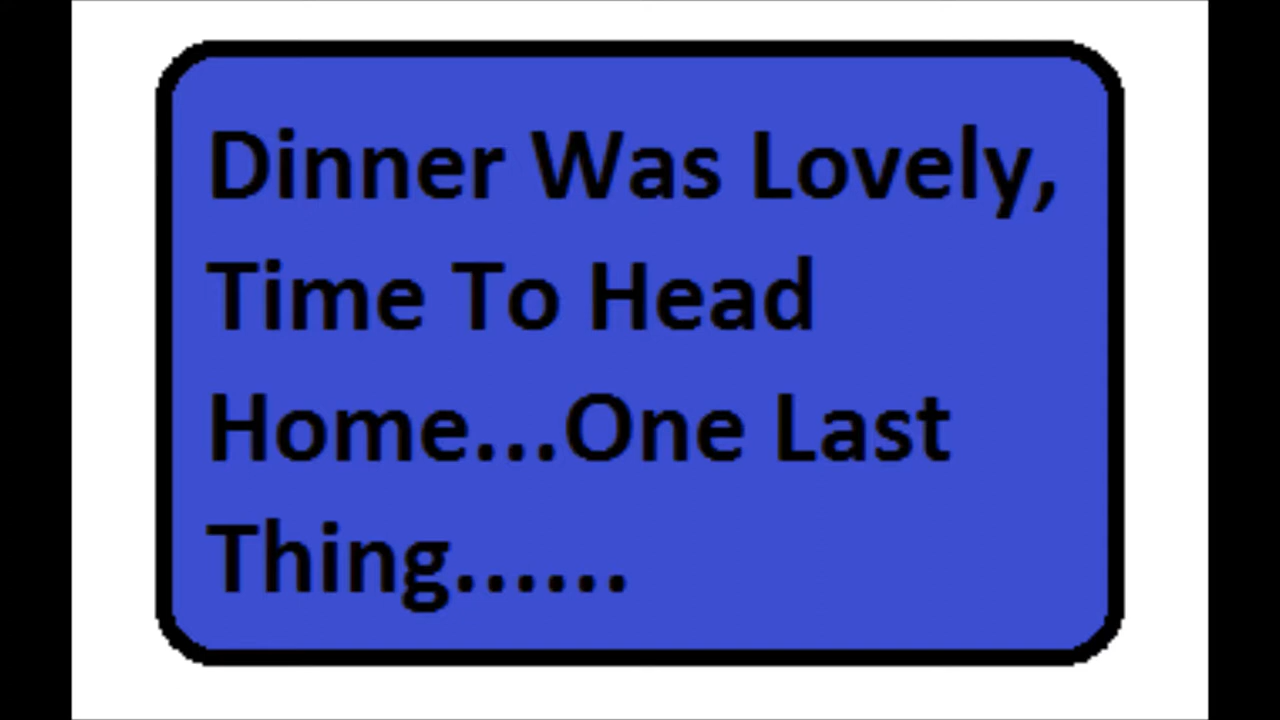 Dinner Was Lovely,
Time To Head
Home...One Last
Thing......